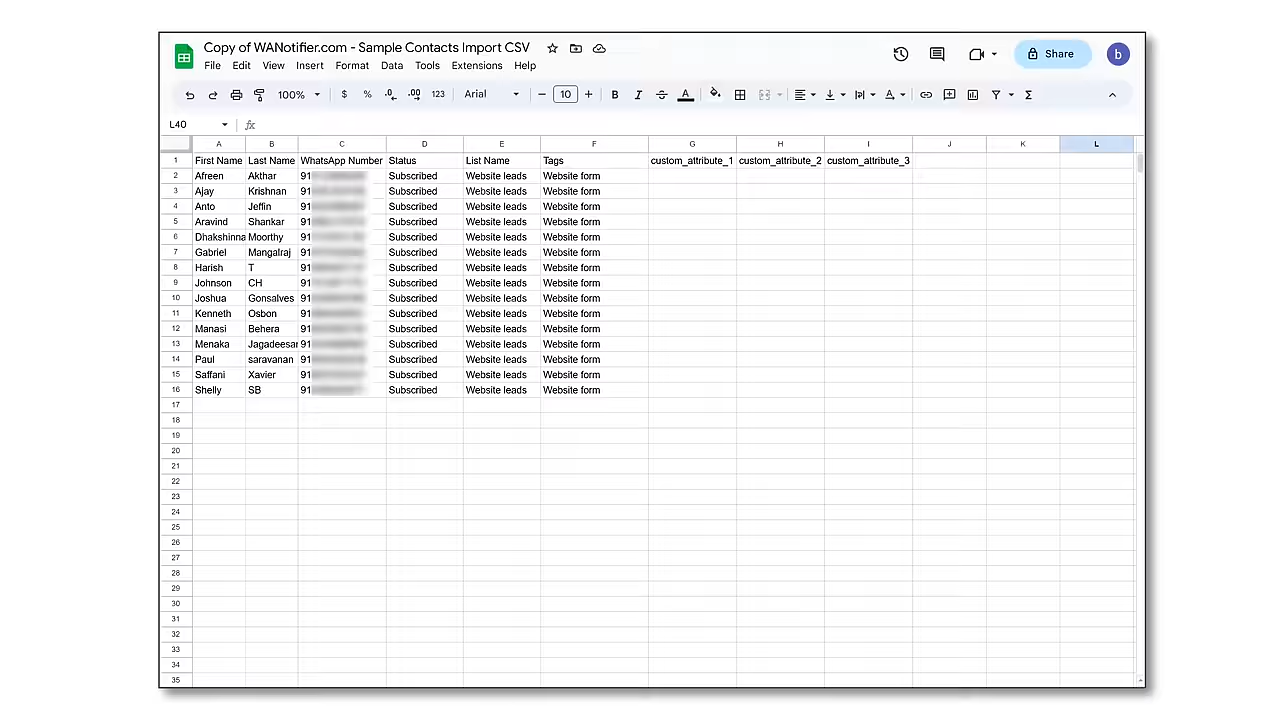 Copy of WANotifier.com - Sample Contacts Import CSV
File Edit View Insert Format Data Tools Extensions Help
Share
b
100% $ % .0 .00 123 Arial 10 B I A
L40 fx
A B C D E F G H I J K L
1 First Name Last Name WhatsApp Number Status List Name Tags custom_attribute_1 custom_attribute_2 custom_attribute_3
2 Afreen Akthar 91 Subscribed Website leads Website form
3 Ajay Krishnan 91 Subscribed Website leads Website form
4 Anto Jeffin 91 Subscribed Website leads Website form
5 Aravind Shankar 91 Subscribed Website leads Website form
6 Dhakshinna Moorthy 91 Subscribed Website leads Website form
7 Gabriel Mangalraj 91 Subscribed Website leads Website form
8 Harish T 91 Subscribed Website leads Website form
9 Johnson CH 91 Subscribed Website leads Website form
10 Joshua Gonsalves 91 Subscribed Website leads Website form
11 Kenneth Osbon 91 Subscribed Website leads Website form
12 Manasi Behera 91 Subscribed Website leads Website form
13 Menaka Jagadeesar 91 Subscribed Website leads Website form
14 Paul saravanan 91 Subscribed Website leads Website form
15 Saffani Xavier 91 Subscribed Website leads Website form
16 Shelly SB 91 Subscribed Website leads Website form
17
18
19
20
21
22
23
24
25
26
27
28
29
30
31
32
33
34
35